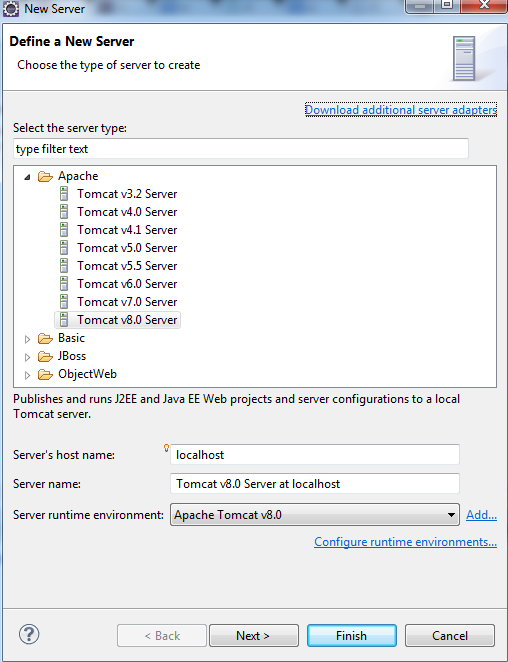 New Server
Define a New Server
Choose the type of server to create
Download additional server adapters
Select the server type:
type filter text
Apache
Tomcat v3.2 Server
Tomcat v4.0 Server
Tomcat v4.1 Server
Tomcat v5.0 Server
Tomcat v5.5 Server
Tomcat v6.0 Server
Tomcat v7.0 Server
Tomcat v8.0 Server
Basic
JBoss
ObjectWeb
Publishes and runs J2EE and Java EE Web projects and server configurations to a local
Tomcat server.
Server's host name: localhost
Server name: Tomcat v8.0 Server at localhost
Server runtime environment: Apache Tomcat v8.0 Add...
Configure runtime environments...
? < Back Next > Finish Cancel